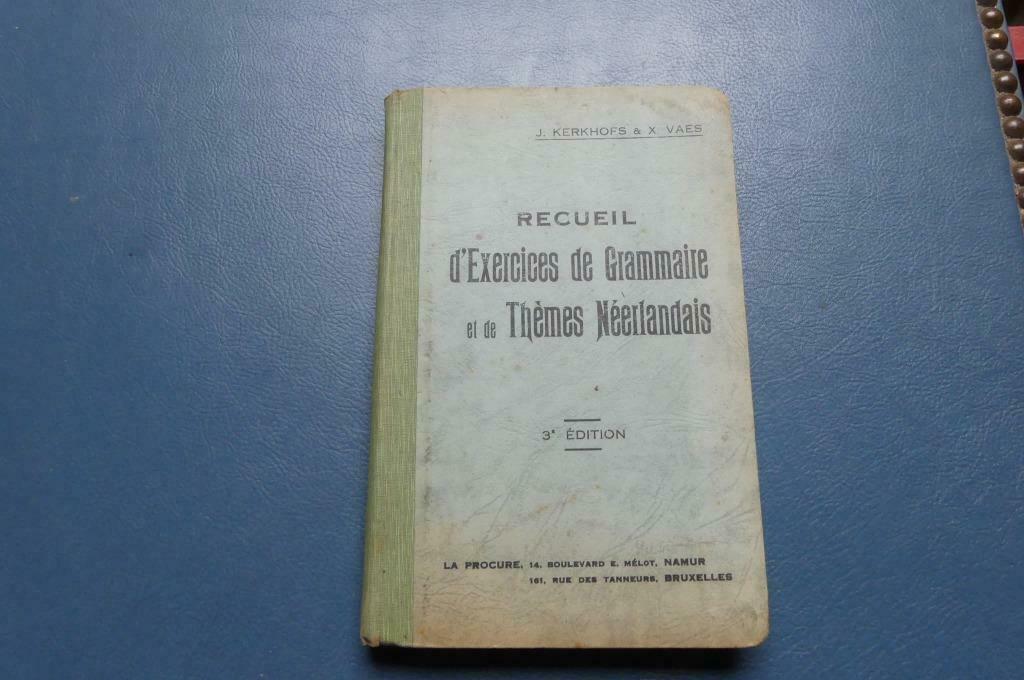 J. KERKHOFS & X. VAES
RECUEIL
d'Exercices de Grammaire
et de Thèmes Néèrlandais
3e ÉDITION
LA PROCURE, 14, BOULEVARD E. MÉLOT, NAMUR
161, RUE DES TANNEURS, BRUXELLES